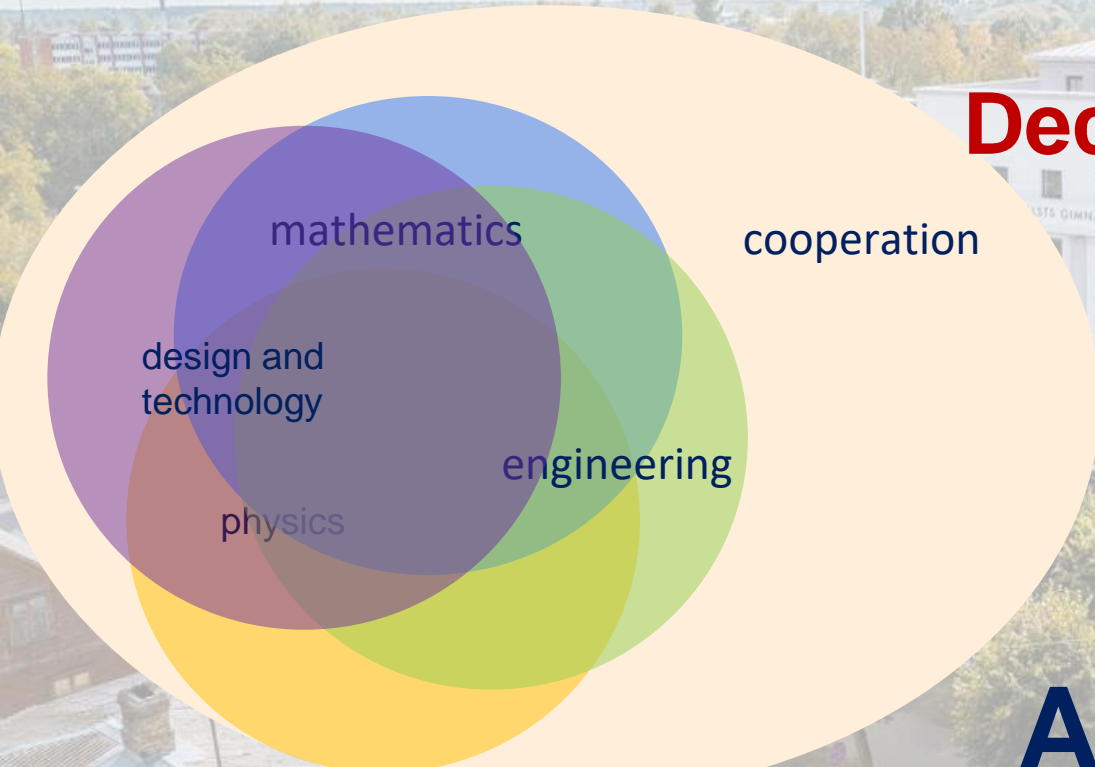 Dec
mathematics
cooperation
design and
technology
engineering
physics
A